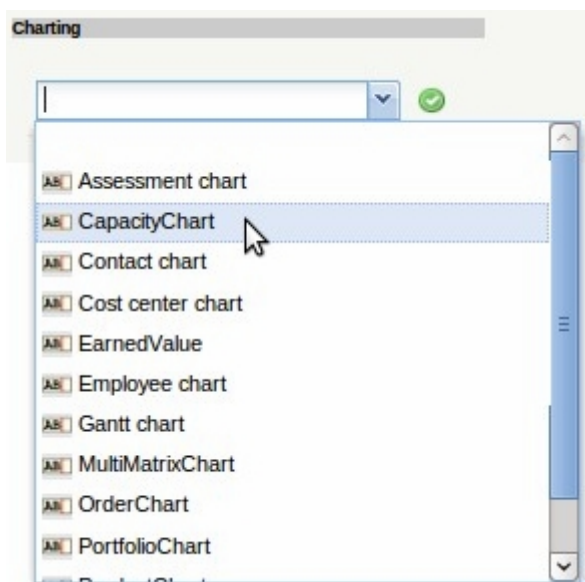 Charting
Assessment chart
CapacityChart
Contact chart
Cost center chart
EarnedValue
Employee chart
Gantt chart
MultiMatrixChart
OrderChart
PortfolioChart